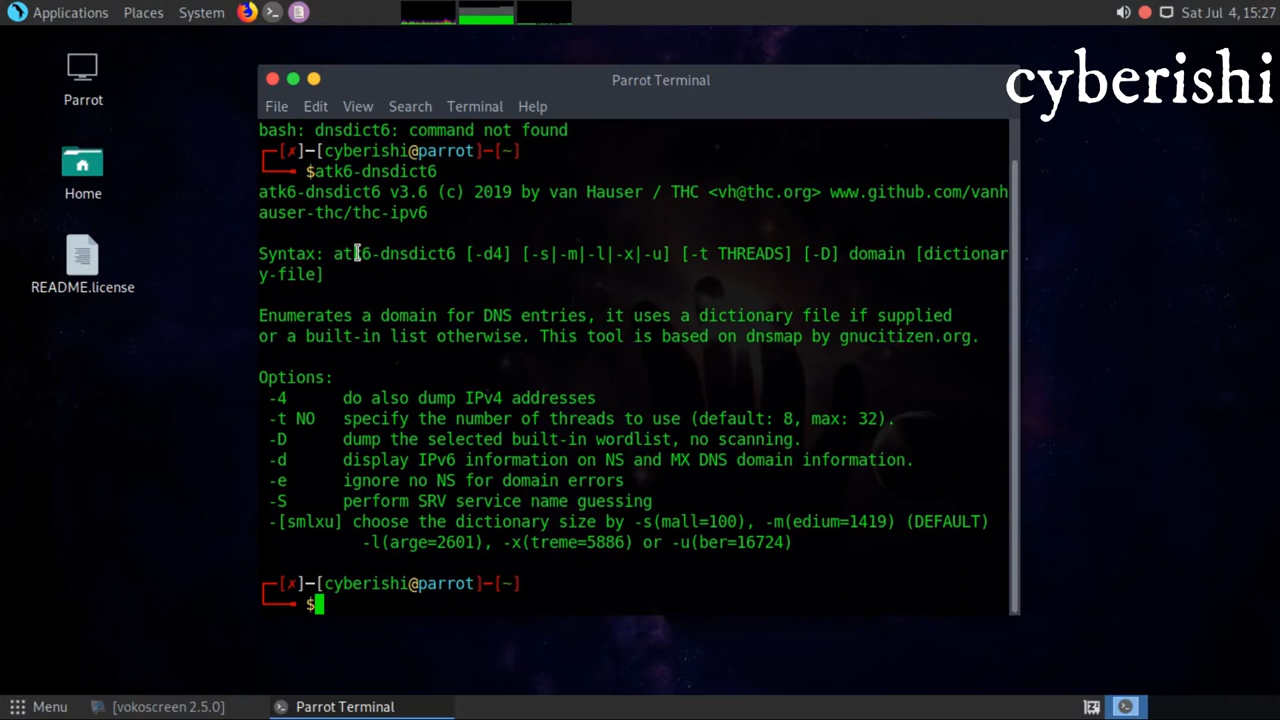 Applications Places System Sat Jul 4, 15:27
cyberishi
Parrot
Home
README.license
Parrot Terminal
File Edit View Search Terminal Help
bash: dnsdict6: command not found
┌─[✗]─[cyberishi@parrot]─[~]
└──╼ $atk6-dnsdict6
atk6-dnsdict6 v3.6 (c) 2019 by van Hauser / THC <vh@thc.org> www.github.com/vanh
auser-thc/thc-ipv6
Syntax: atk6-dnsdict6 [-d4] [-s|-m|-l|-x|-u] [-t THREADS] [-D] domain [dictionar
y-file]
Enumerates a domain for DNS entries, it uses a dictionary file if supplied
or a built-in list otherwise. This tool is based on dnsmap by gnucitizen.org.
Options:
-4 do also dump IPv4 addresses
-t NO specify the number of threads to use (default: 8, max: 32).
-D dump the selected built-in wordlist, no scanning.
-d display IPv6 information on NS and MX DNS domain information.
-e ignore no NS for domain errors
-S perform SRV service name guessing
-[smlxu] choose the dictionary size by -s(mall=100), -m(edium=1419) (DEFAULT)
-l(arge=2601), -x(treme=5886) or -u(ber=16724)
┌─[✗]─[cyberishi@parrot]─[~]
└──╼ $
Menu [vokoscreen 2.5.0] Parrot Terminal